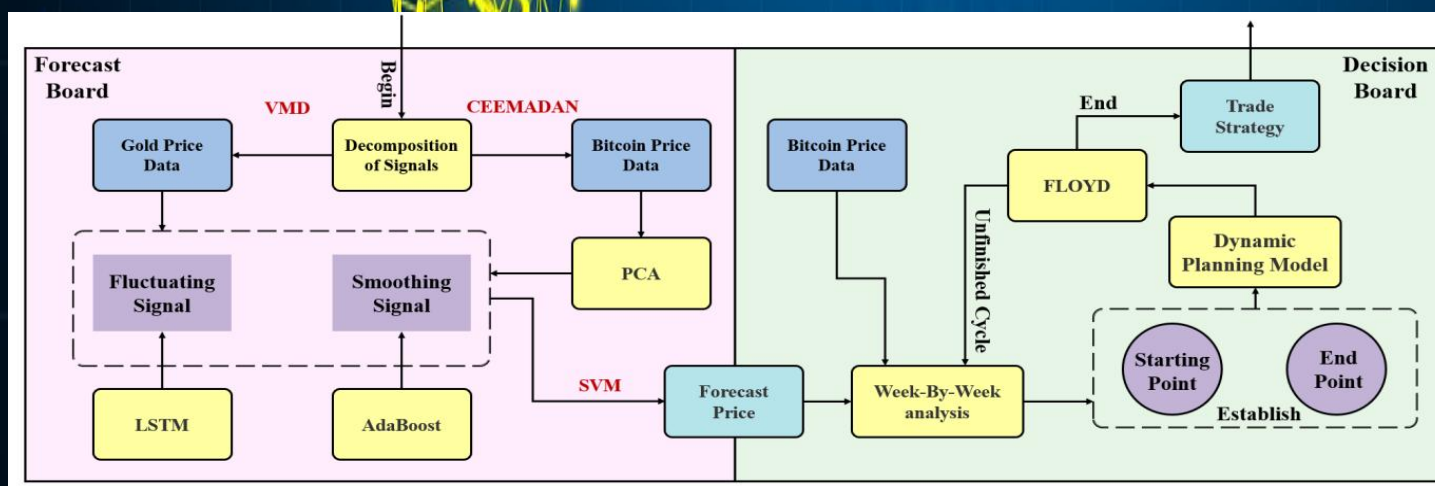 Forecast
Board
Begin
VMD
CEEMADAN
Gold Price
Data
Decomposition
of Signals
Bitcoin Price
Data
Fluctuating
Signal
Smoothing
Signal
PCA
LSTM
AdaBoost
SVM
Forecast
Price
Decision
Board
End
Trade
Strategy
Bitcoin Price
Data
FLOYD
Unfinished Cycle
Dynamic
Planning Model
Week-By-Week
analysis
Starting
Point
End
Point
Establish